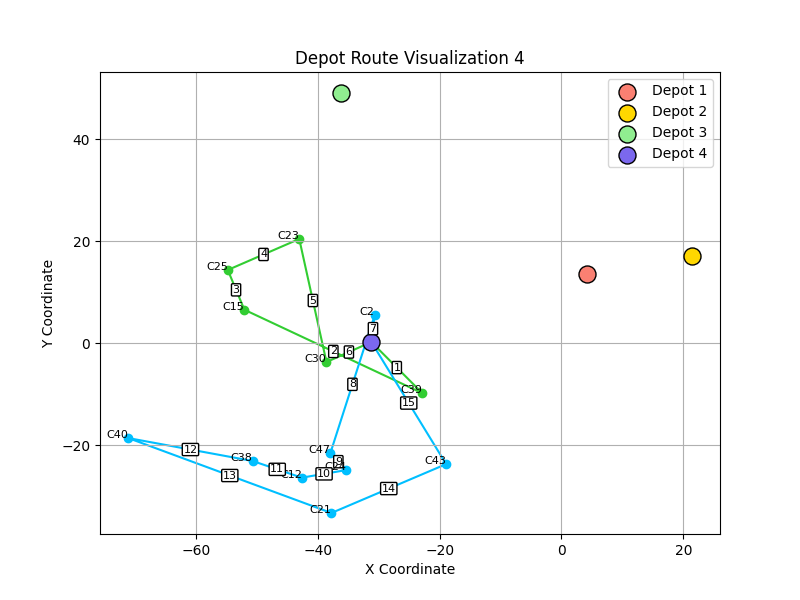 Depot Route Visualization 4
Depot 1
Depot 2
Depot 3
Depot 4
Y Coordinate
40
20
0
−20
C23
4
C25
3
5
C15
C2
7
2
6
C30
1
8
C39
15
C40
12
C47
9
C38
11
10
C12
13
C43
14
C21
−60
−40
−20
0
20
X Coordinate